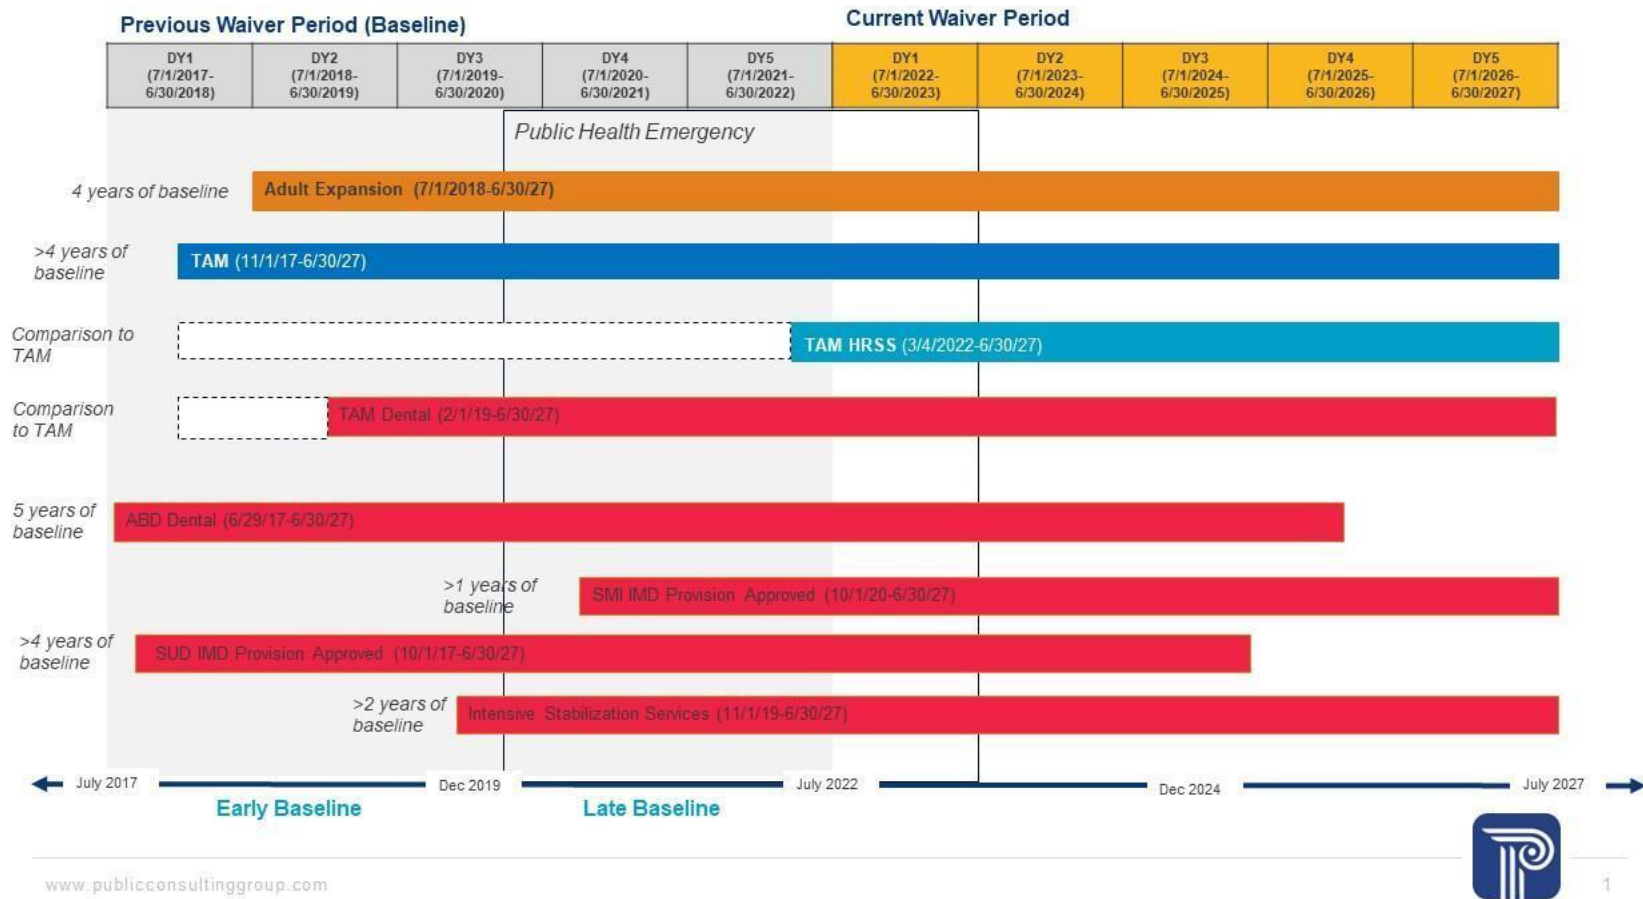 Previous Waiver Period (Baseline)
Current Waiver Period
DY1
(7/1/2017-
6/30/2018)
DY2
(7/1/2018-
6/30/2019)
DY3
(7/1/2019-
6/30/2020)
DY4
(7/1/2020-
6/30/2021)
DY5
(7/1/2021-
6/30/2022)
DY1
(7/1/2022-
6/30/2023)
DY2
(7/1/2023-
6/30/2024)
DY3
(7/1/2024-
6/30/2025)
DY4
(7/1/2025-
6/30/2026)
DY5
(7/1/2026-
6/30/2027)
Public Health Emergency
4 years of baseline
Adult Expansion (7/1/2018-6/30/27)
>4 years of
baseline
TAM (11/1/17-6/30/27)
Comparison to
TAM
TAM HRSS (3/4/2022-6/30/27)
Comparison
to TAM
TAM Dental (2/1/19-6/30/27)
5 years of
baseline
ABD Dental (6/29/17-6/30/27)
>1 years of
baseline
SMI IMD Provision Approved (10/1/20-6/30/27)
>4 years of
baseline
SUD IMD Provision Approved (10/1/17-6/30/27)
>2 years of
baseline
Intensive Stabilization Services (11/1/19-6/30/27)
July 2017
Dec 2019
July 2022
Dec 2024
July 2027
Early Baseline
Late Baseline
www.publicconsultinggroup.com
1